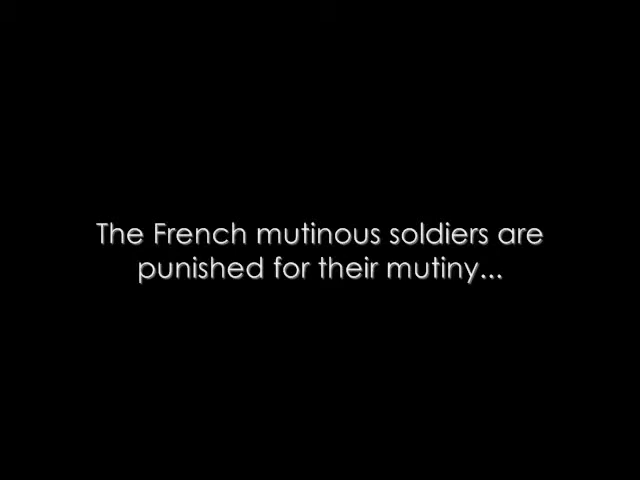 The French mutinous soldiers are
punished for their mutiny...